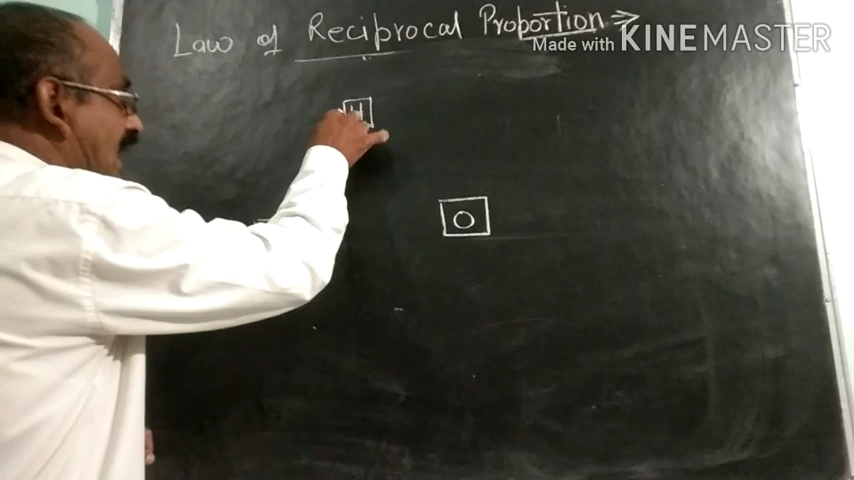 Law of Reciprocal Proportion ⇒
Made with KINEMASTER
H
O